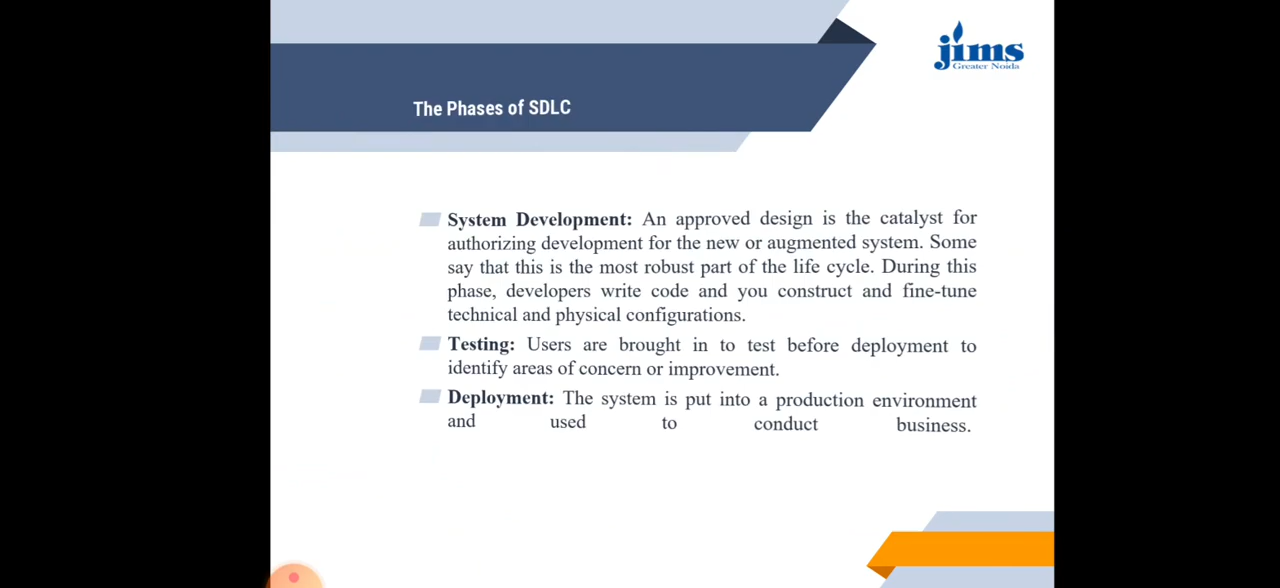 jims
Greater Noida
The Phases of SDLC
System Development: An approved design is the catalyst for
authorizing development for the new or augmented system. Some
say that this is the most robust part of the life cycle. During this
phase, developers write code and you construct and fine-tune
technical and physical configurations.
Testing: Users are brought in to test before deployment to
identify areas of concern or improvement.
Deployment: The system is put into a production environment
and used to conduct business.